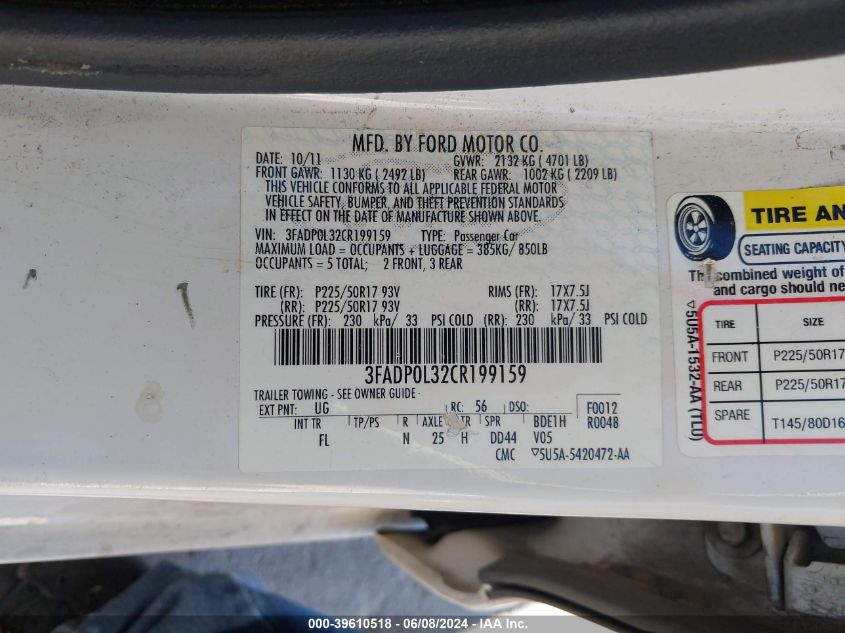 MFD. BY FORD MOTOR CO.
DATE: 10/11 GVWR: 2132 KG ( 4701 LB)
FRONT GAWR: 1130 KG ( 2492 LB) REAR GAWR: 1002 KG ( 2209 LB)
THIS VEHICLE CONFORMS TO ALL APPLICABLE FEDERAL MOTOR
VEHICLE SAFETY, BUMPER, AND THEFT PREVENTION STANDARDS
IN EFFECT ON THE DATE OF MANUFACTURE SHOWN ABOVE.
VIN: 3FADP0L32CR199159 TYPE: Passenger Car
MAXIMUM LOAD = OCCUPANTS + LUGGAGE = 385KG/ 850LB
OCCUPANTS = 5 TOTAL; 2 FRONT, 3 REAR
TIRE (FR): P225/50R17 93V RIMS (FR): 17X7.5J
(RR): P225/50R17 93V (RR): 17X7.5J
PRESSURE (FR): 230 kPa/ 33 PSI COLD (RR): 230 kPa/ 33 PSI COLD
3FADP0L32CR199159
TRAILER TOWING - SEE OWNER GUIDE.
EXT PNT: UG RC: 56 DSO: F0012
INT TR TP/PS R AXLE TR SPR BDE1H R0048
FL N 25 H DD44 V05
CMC ▽5U5A-5420472-AA
TIRE AN
SEATING CAPACITY
The combined weight of
and cargo should ne
▽5U5A-1532-AA (TLU)
TIRE SIZE
FRONT P225/50R17
REAR P225/50R17
SPARE T145/80D16
000-39610518 - 06/08/2024 - IAA Inc.